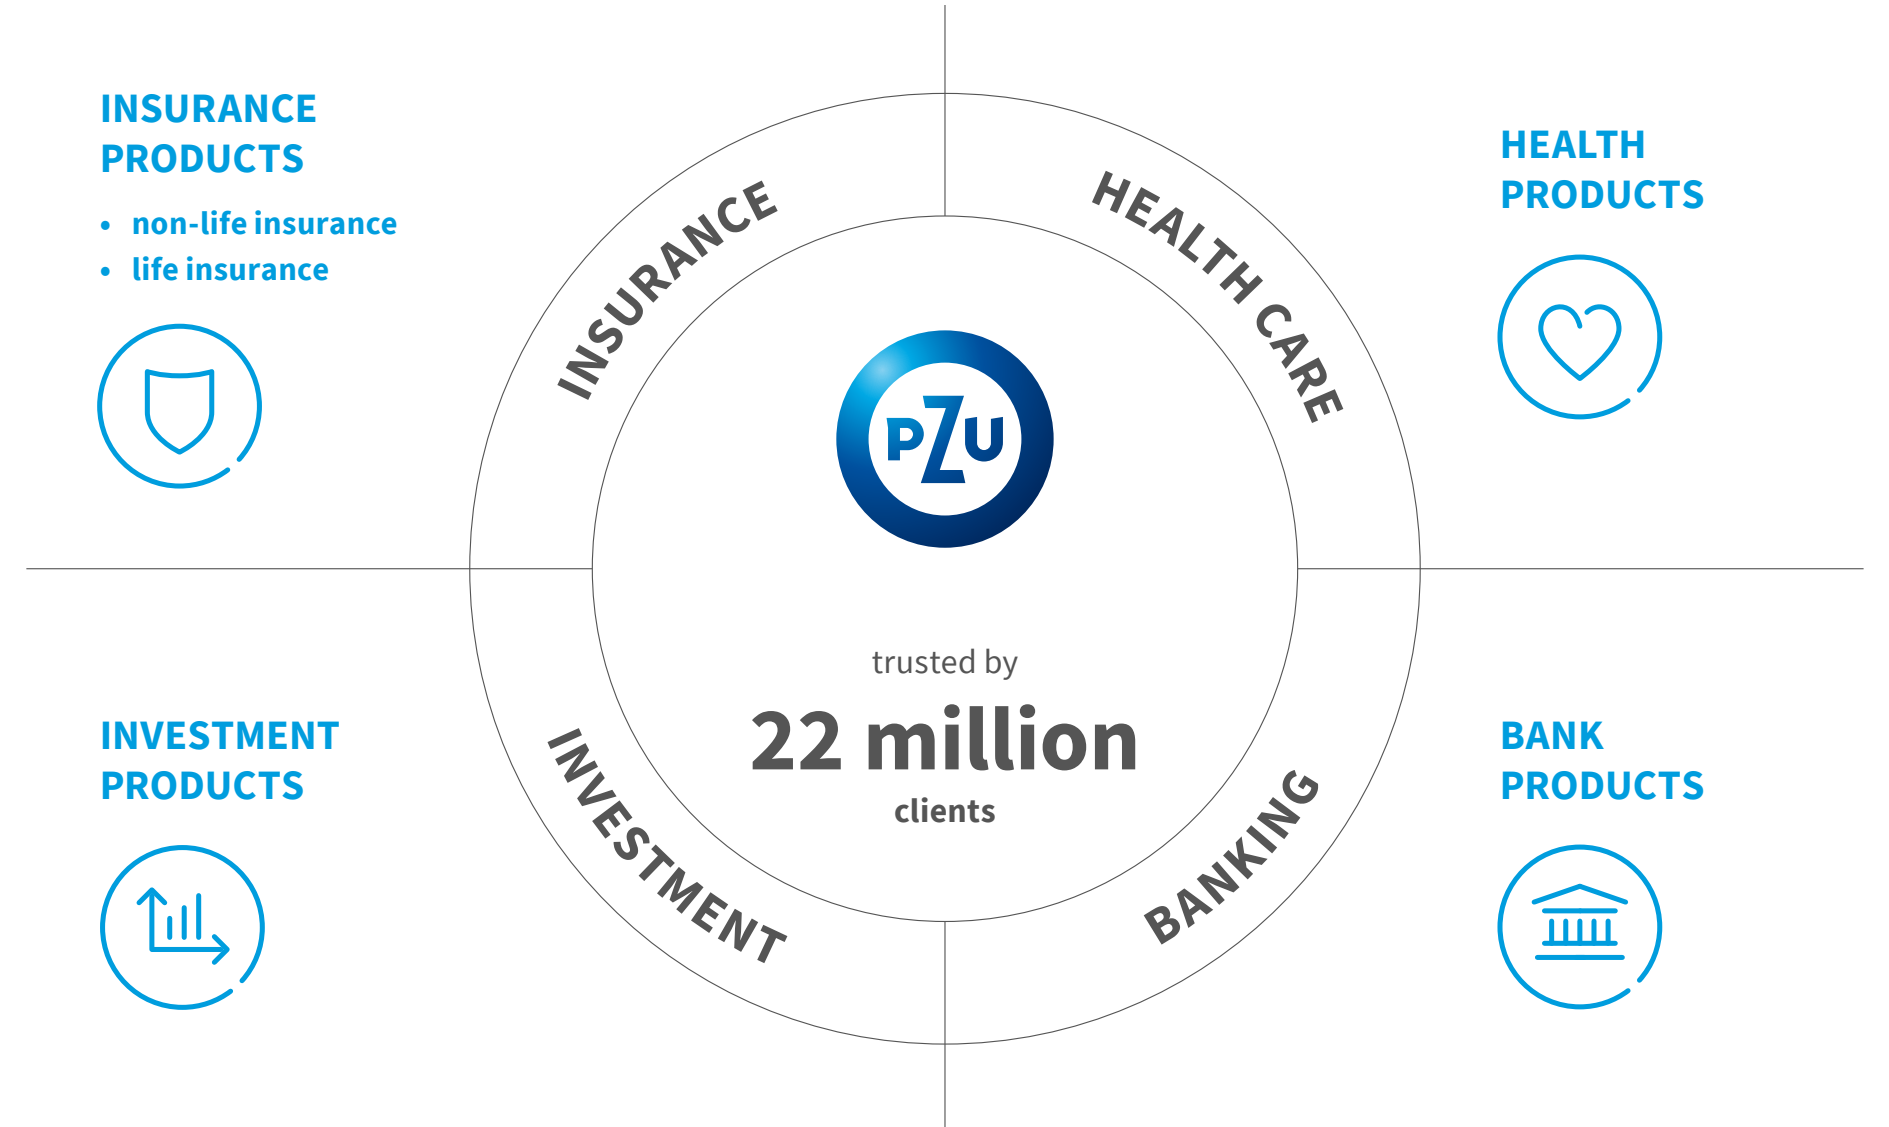 INSURANCE
PRODUCTS
• non-life insurance
• life insurance
HEALTH
PRODUCTS
INSURANCE
HEALTH CARE
PZU
trusted by
22 million
clients
INVESTMENT
BANKING
INVESTMENT
PRODUCTS
BANK
PRODUCTS